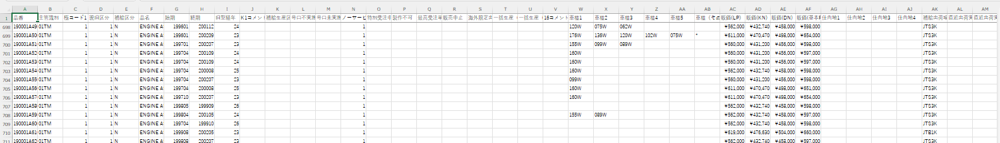 A B C D E F G H I J K L M N O P Q R S T U V W X Y Z AA AB AC AD AE AF AG AH AI AJ AK AL AM
1 品番 主管識別 極コード1 現旧区分 補給区分 品名 始期 終期 旧型経年 K1コメント 補給生産区 号口不実施 号口未実施 ノーサービ 特別受注中 製作不可 最高受注車 販売中止 海外限定出 一括生産 一括生産（ 16コメント 車種1 車種2 車種3 車種4 車種5 車種（その 販価(LP) 販価(KN) 販価(DN) 販価(基本P 仕向地1 仕向地2 仕向地3 仕向地4 補給出荷場 直近出荷実 直近出荷実
698 190001A49 01TM 1 1 N ENGINE A 199601 200112 24 1 120W 075W 062W ¥562,000 ¥432,740 ¥458,000 ¥598,000 JTS3K
699 190001A50 01TM 1 1 N ENGINE A 199601 200209 23 1 176W 136W 120W 102W 075W * ¥611,000 ¥470,470 ¥498,000 ¥654,000 JTS3K
700 190001A51 01TM 1 1 N ENGINE A 199701 200207 23 1 155W 099W 089W ¥560,000 ¥431,200 ¥456,000 ¥598,000 JTS3K
701 190001A52 01TM 1 1 N ENGINE A 199704 200109 24 1 160W ¥560,000 ¥431,200 ¥456,000 ¥597,000 JTS3K
702 190001A53 01TM 1 1 N ENGINE A 199704 200109 24 1 160W ¥560,000 ¥431,200 ¥456,000 ¥597,000 JTS3K
703 190001A54 01TM 1 1 N ENGINE A 199704 200008 25 1 160W ¥562,000 ¥432,740 ¥458,000 ¥598,000 JTS3K
704 190001A55 01TM 1 1 N ENGINE A 199704 200207 23 1 099W ¥560,000 ¥431,200 ¥456,000 ¥598,000 JTS3K
705 190001A56 01TM 1 1 N ENGINE A 199704 200008 25 1 160W ¥611,000 ¥470,470 ¥498,000 ¥651,000 JTS3K
706 190001A57 01TM 1 1 N ENGINE A 199710 200207 23 1 160W ¥611,000 ¥470,470 ¥498,000 ¥654,000 JTS3K
707 190001A58 01TM 1 1 N ENGINE A 199805 199909 26 1 ¥562,000 ¥432,740 ¥458,000 ¥598,000 JTS3K
708 190001A59 01TM 1 1 N ENGINE A 199804 200105 24 1 155W 089W ¥562,000 ¥432,740 ¥458,000 ¥597,000 JTS3K
709 190001A60 01TM 1 1 N ENGINE A 199704 199910 26 1 ¥562,000 ¥432,740 ¥458,000 ¥598,000 JTS3K
710 190001A61 01TM 1 1 N ENGINE A 199908 200205 23 1 ¥619,000 ¥476,630 ¥504,000 ¥660,000 JTB1K
711 190001A62 01TM 1 1 N ENGINE A 199808 200207 23 1 ¥562,000 ¥432,740 ¥458,000 ¥597,000 JTS3K